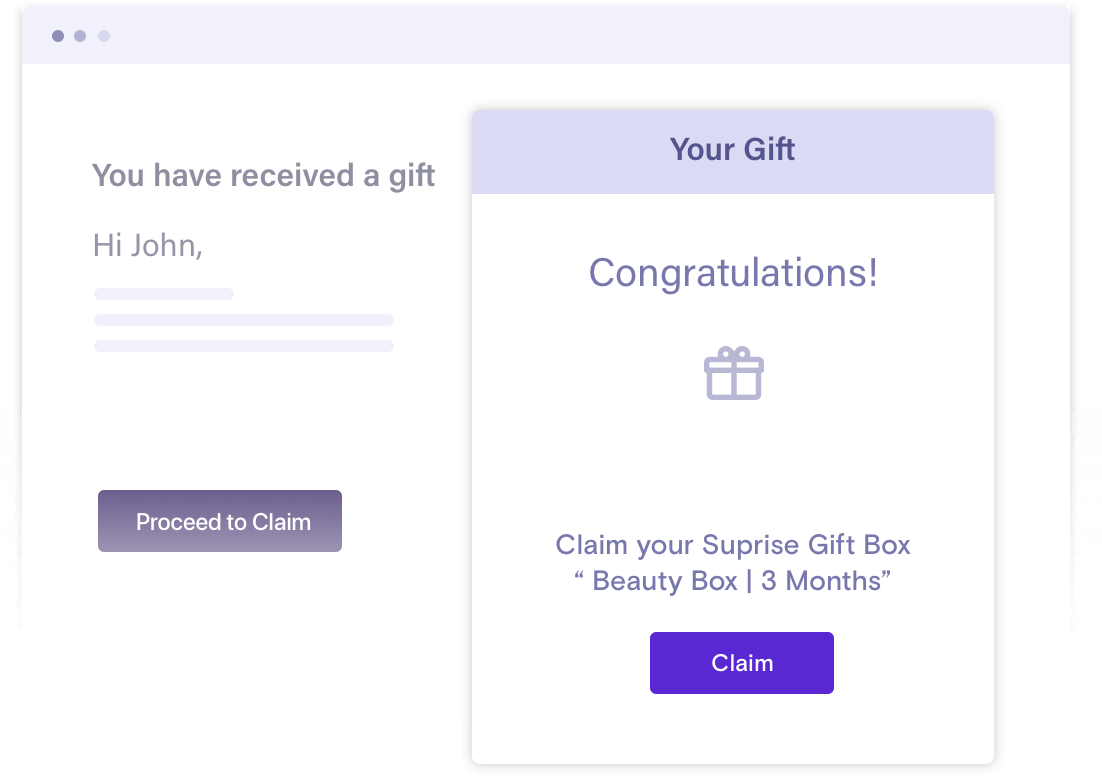 You have received a gift
Hi John,
Proceed to Claim
Your Gift
Congratulations!
Claim your Suprise Gift Box
“ Beauty Box | 3 Months”
Claim